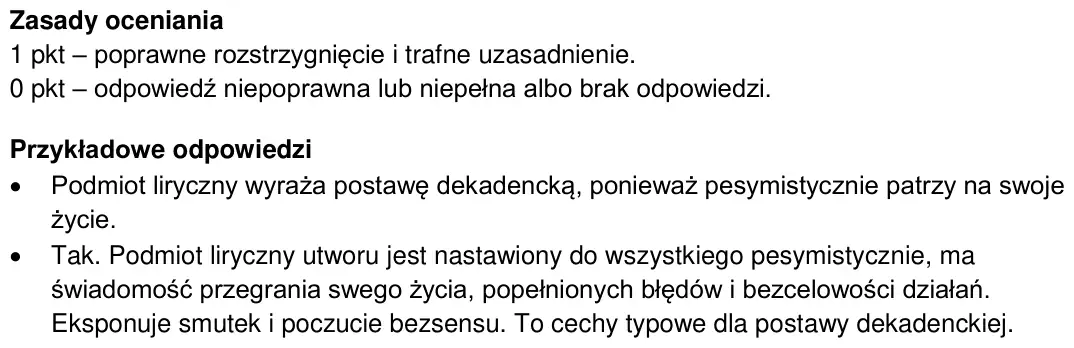 Zasady oceniania
1 pkt – poprawne rozstrzygnięcie i trafne uzasadnienie.
0 pkt – odpowiedź niepoprawna lub niepełna albo brak odpowiedzi.
Przykładowe odpowiedzi
• Podmiot liryczny wyraża postawę dekadencką, ponieważ pesymistycznie patrzy na swoje
życie.
• Tak. Podmiot liryczny utworu jest nastawiony do wszystkiego pesymistycznie, ma
świadomość przegrania swego życia, popełnionych błędów i bezcelowości działań.
Eksponuje smutek i poczucie bezsensu. To cechy typowe dla postawy dekadenckiej.